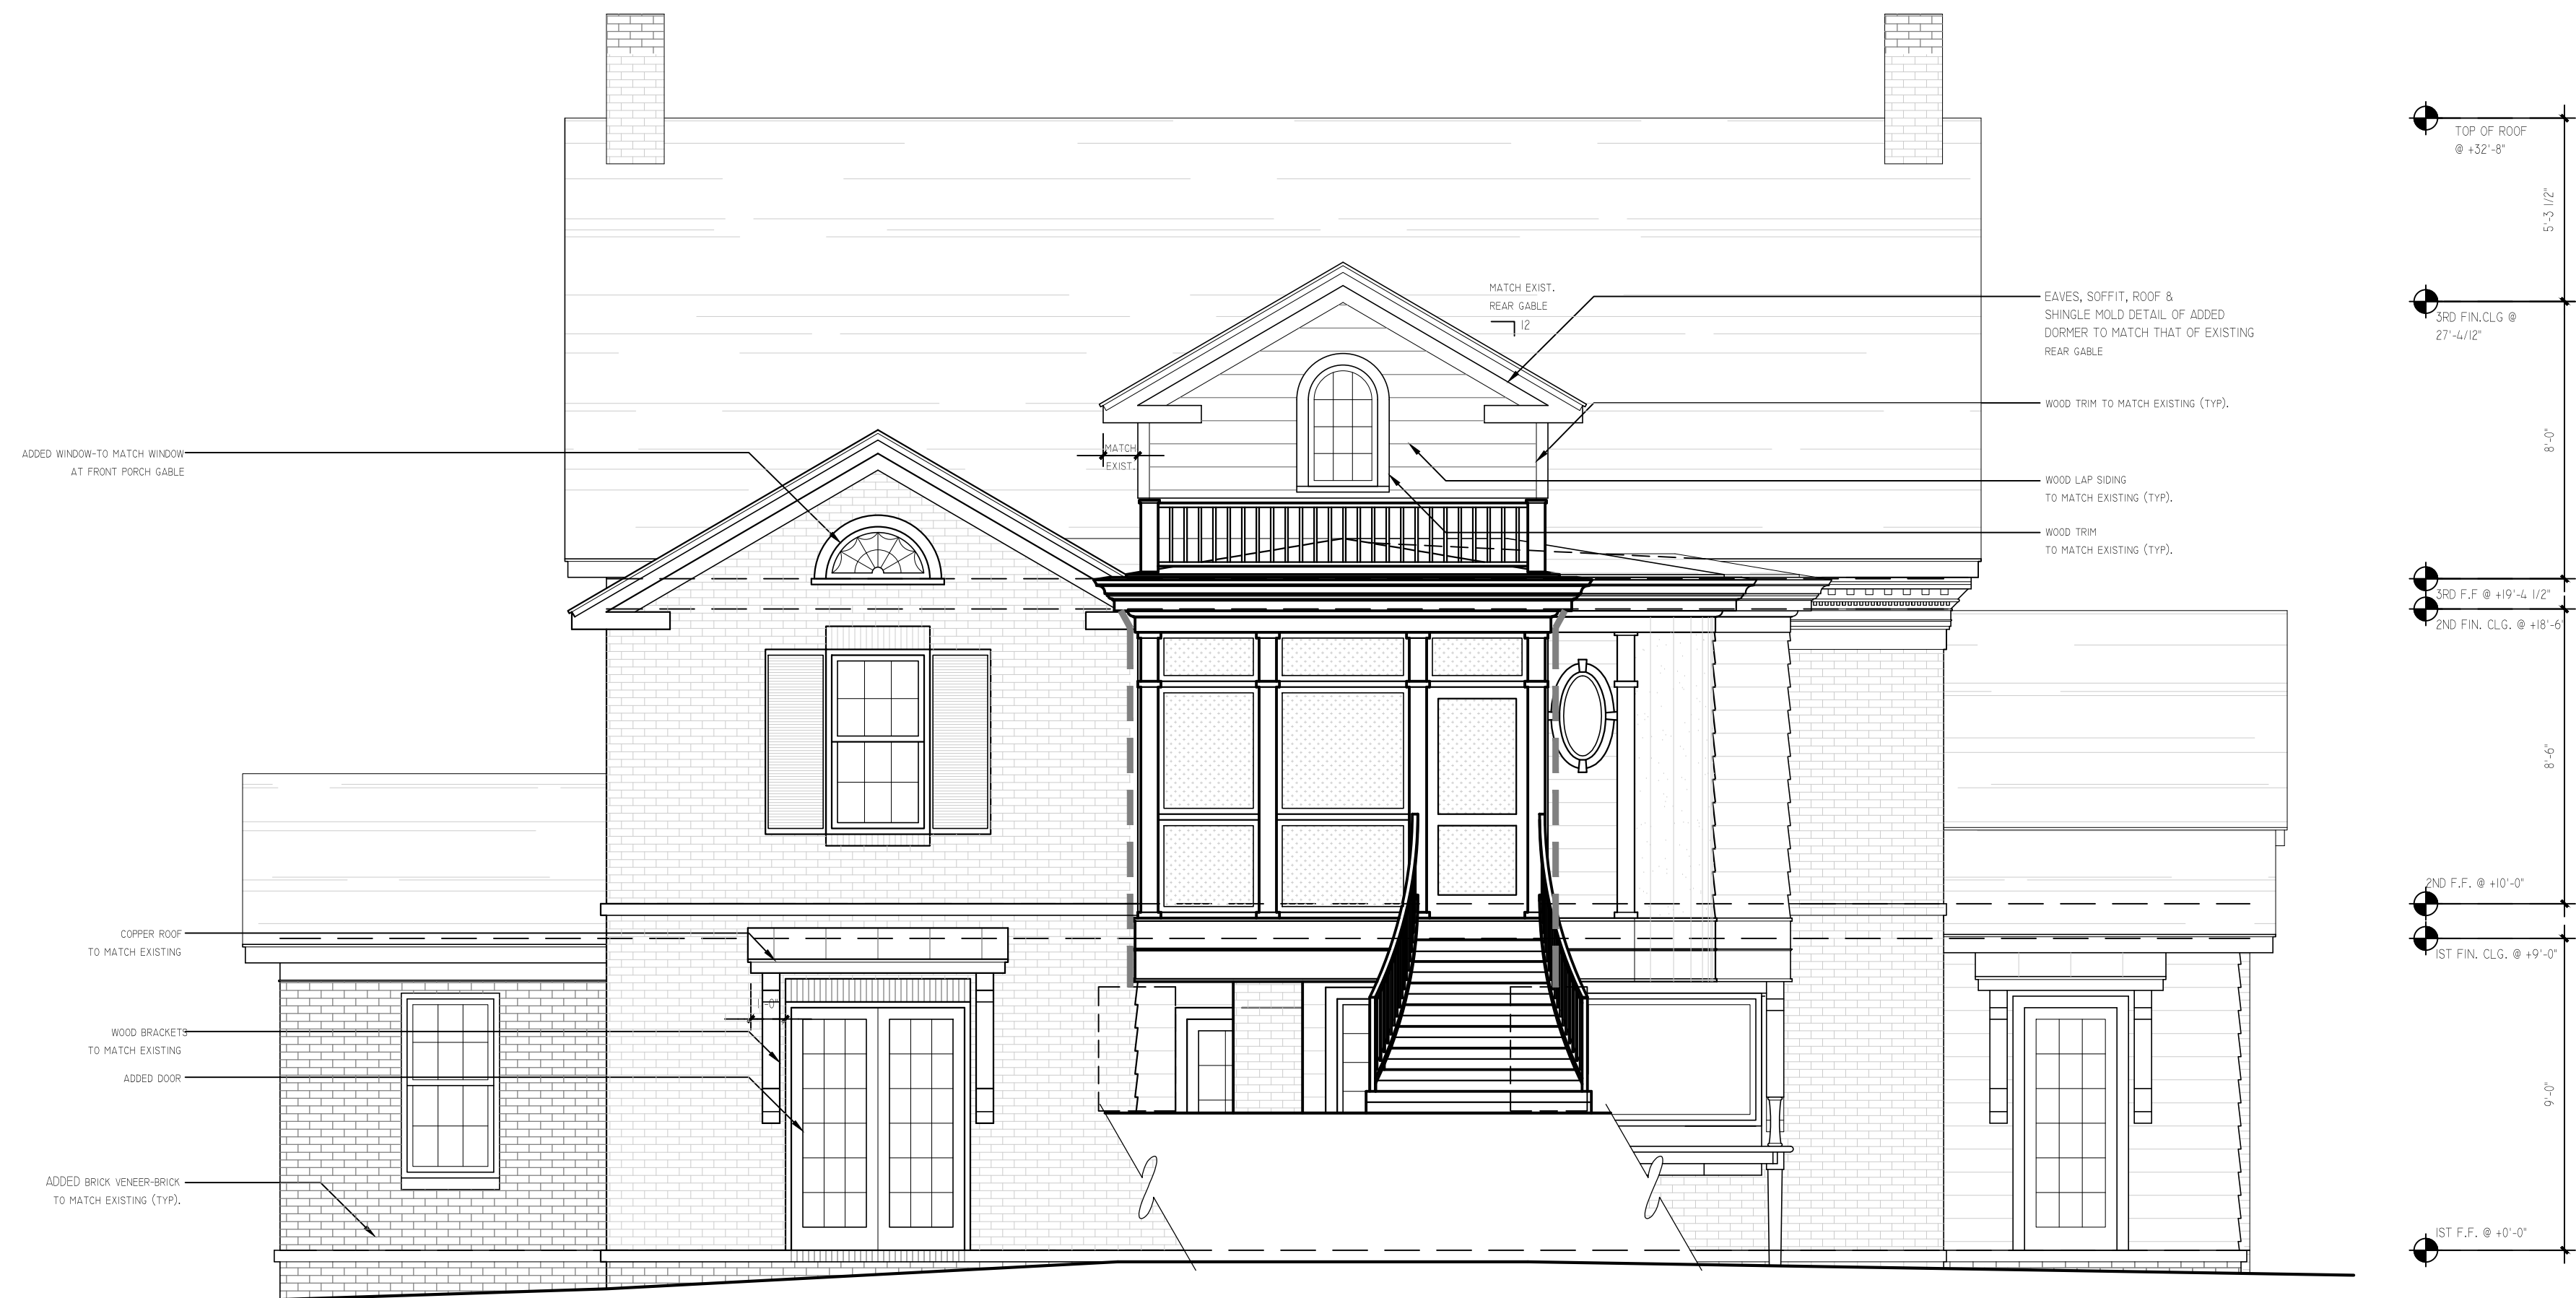 ADDED WINDOW-TO MATCH WINDOW
AT FRONT PORCH GABLE
COPPER ROOF
TO MATCH EXISTING
WOOD BRACKETS
TO MATCH EXISTING
ADDED DOOR
ADDED BRICK VENEER-BRICK
TO MATCH EXISTING (TYP).
MATCH
EXIST.
MATCH EXIST.
REAR GABLE
12
EAVES, SOFFIT, ROOF &
SHINGLE MOLD DETAIL OF ADDED
DORMER TO MATCH THAT OF EXISTING
REAR GABLE
WOOD TRIM TO MATCH EXISTING (TYP).
WOOD LAP SIDING
TO MATCH EXISTING (TYP).
WOOD TRIM
TO MATCH EXISTING (TYP).
TOP OF ROOF
@ +32'-8"
5'-3 1/2"
3RD FIN.CLG @
27'-4/12"
8'-0"
3RD F.F @ +19'-4 1/2"
2ND FIN. CLG. @ +18'-6"
8'-6"
2ND F.F. @ +10'-0"
1ST FIN. CLG. @ +9'-0"
9'-0"
1ST F.F. @ +0'-0"